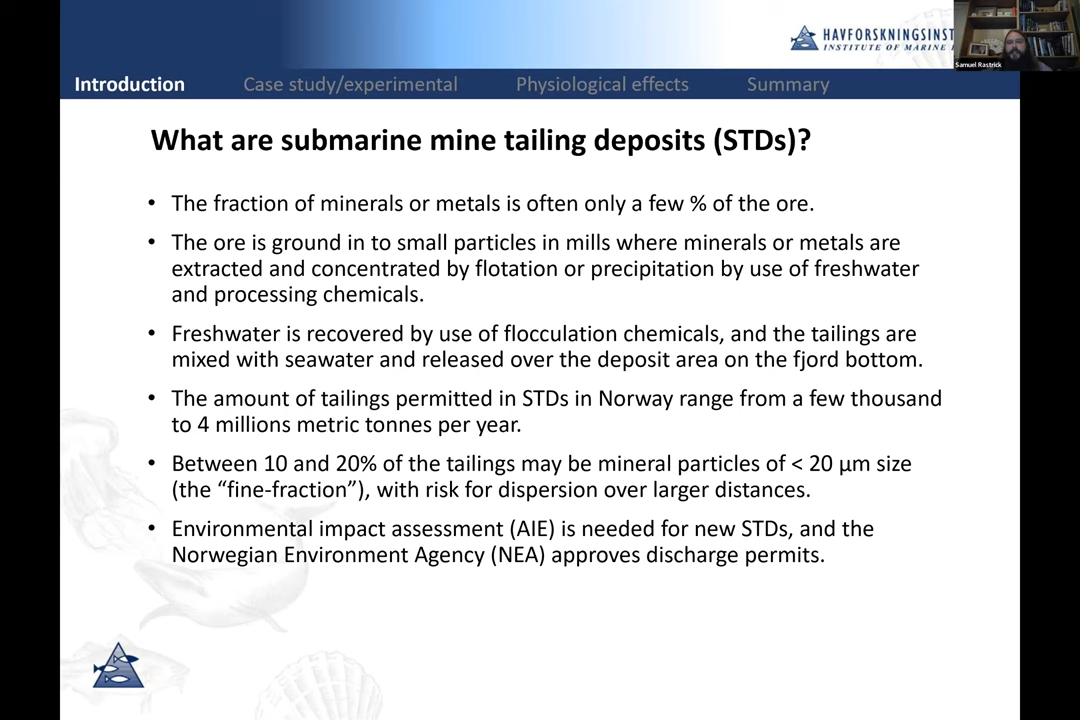 HAVFORSKNINGSINST
INSTITUTE OF MARINE
Samuel Rastrick
Introduction Case study/experimental Physiological effects Summary
What are submarine mine tailing deposits (STDs)?
• The fraction of minerals or metals is often only a few % of the ore.
• The ore is ground in to small particles in mills where minerals or metals are
extracted and concentrated by flotation or precipitation by use of freshwater
and processing chemicals.
• Freshwater is recovered by use of flocculation chemicals, and the tailings are
mixed with seawater and released over the deposit area on the fjord bottom.
• The amount of tailings permitted in STDs in Norway range from a few thousand
to 4 millions metric tonnes per year.
• Between 10 and 20% of the tailings may be mineral particles of < 20 µm size
(the “fine-fraction”), with risk for dispersion over larger distances.
• Environmental impact assessment (AIE) is needed for new STDs, and the
Norwegian Environment Agency (NEA) approves discharge permits.